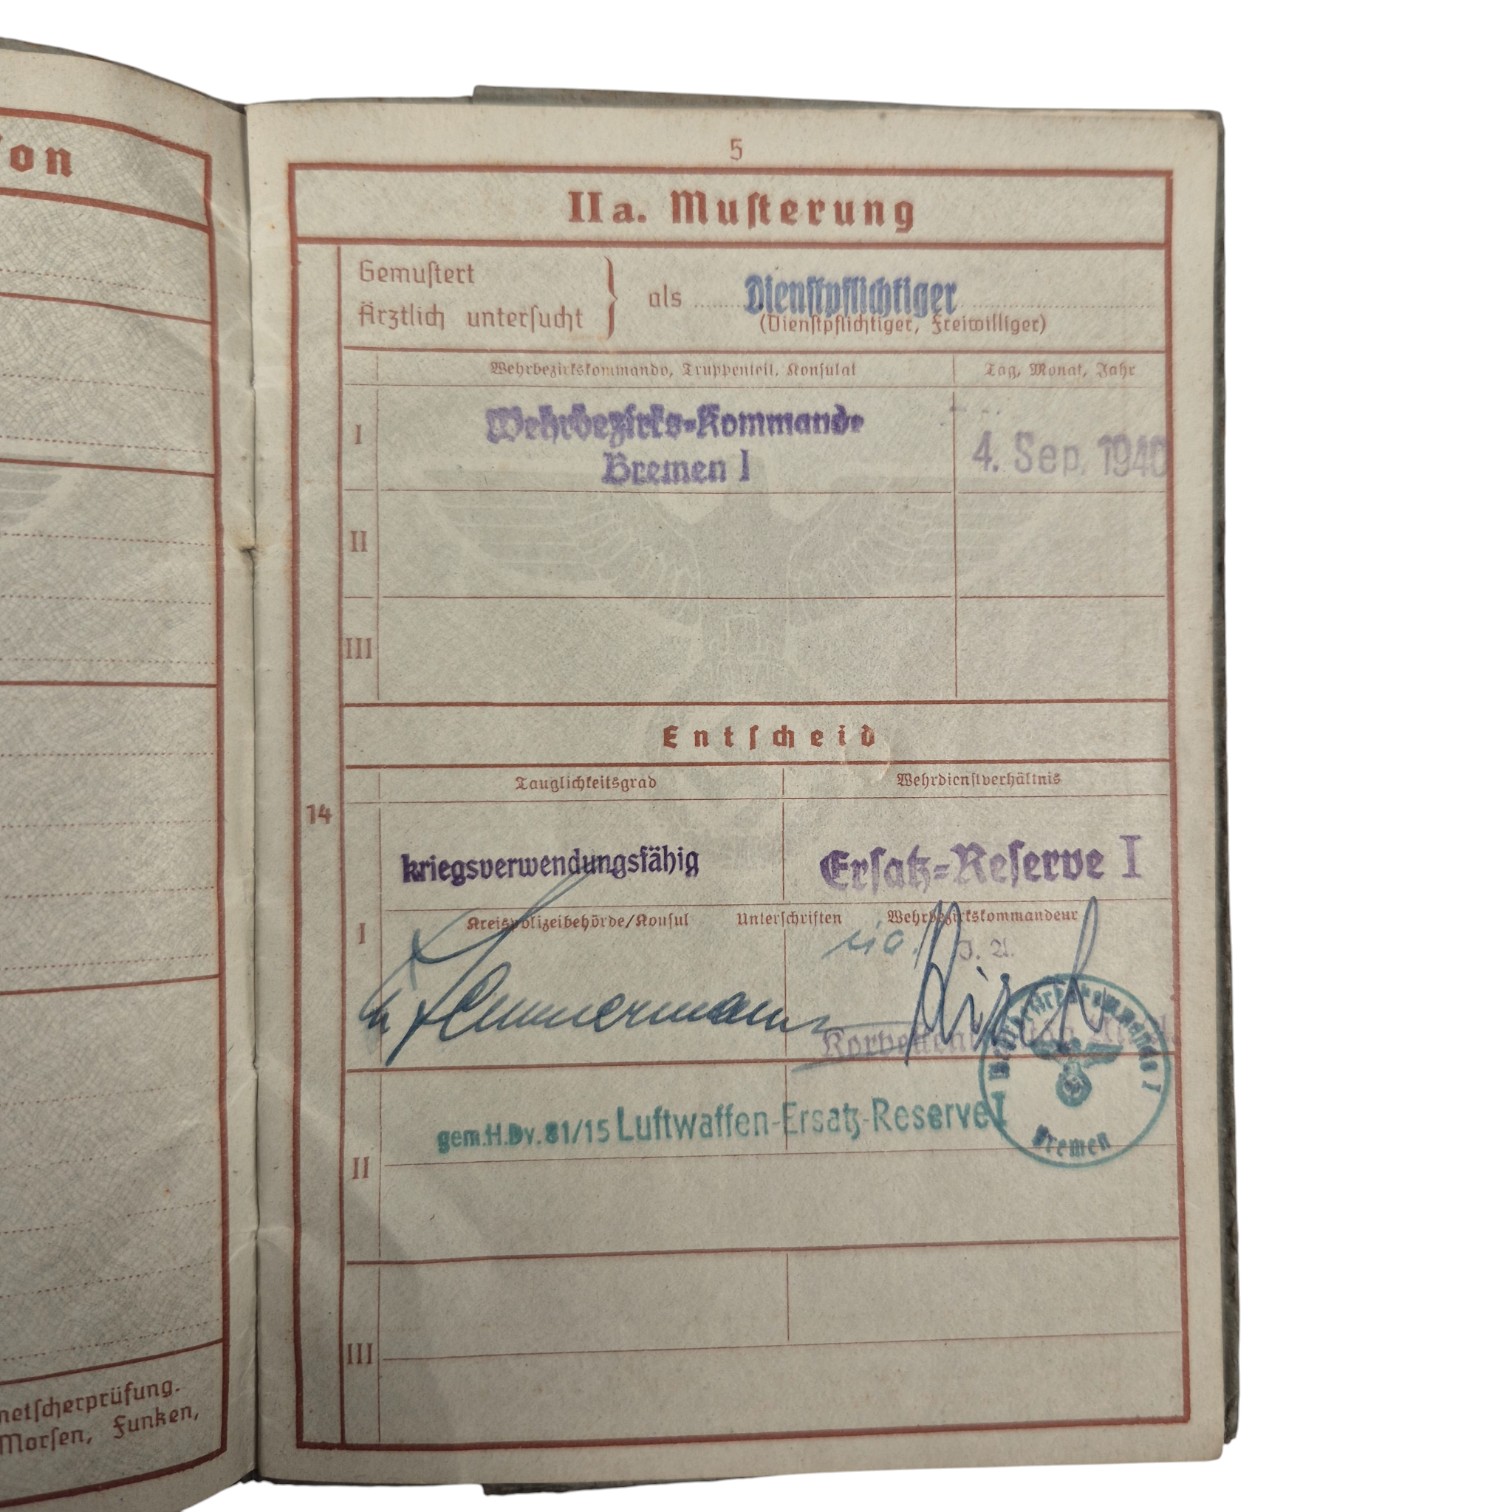 on
netscherprüfung.
Morsen, Funken,
5
IIa. Musterung
Gemustert
Ärztlich untersucht } als Dienstpflichtiger
(Dienstpflichtiger, Freiwilliger)
Wehrbezirkskommando, Truppenteil, Konsulat Tag, Monat, Jahr
I Wehrbezirks-Kommando
Bremen I
4. Sep. 1940
II
III
Entscheid
Tauglichkeitsgrad Wehrdienstverhältnis
14
kriegsverwendungsfähig Ersatz-Reserve I
I Kreispolizeibehörde/Konsul Unterschriften Wehrbezirkskommandeur
J. A.
gem.H.Dv.81/15 Luftwaffen-Ersatz-Reserve I
Bremen
II
III